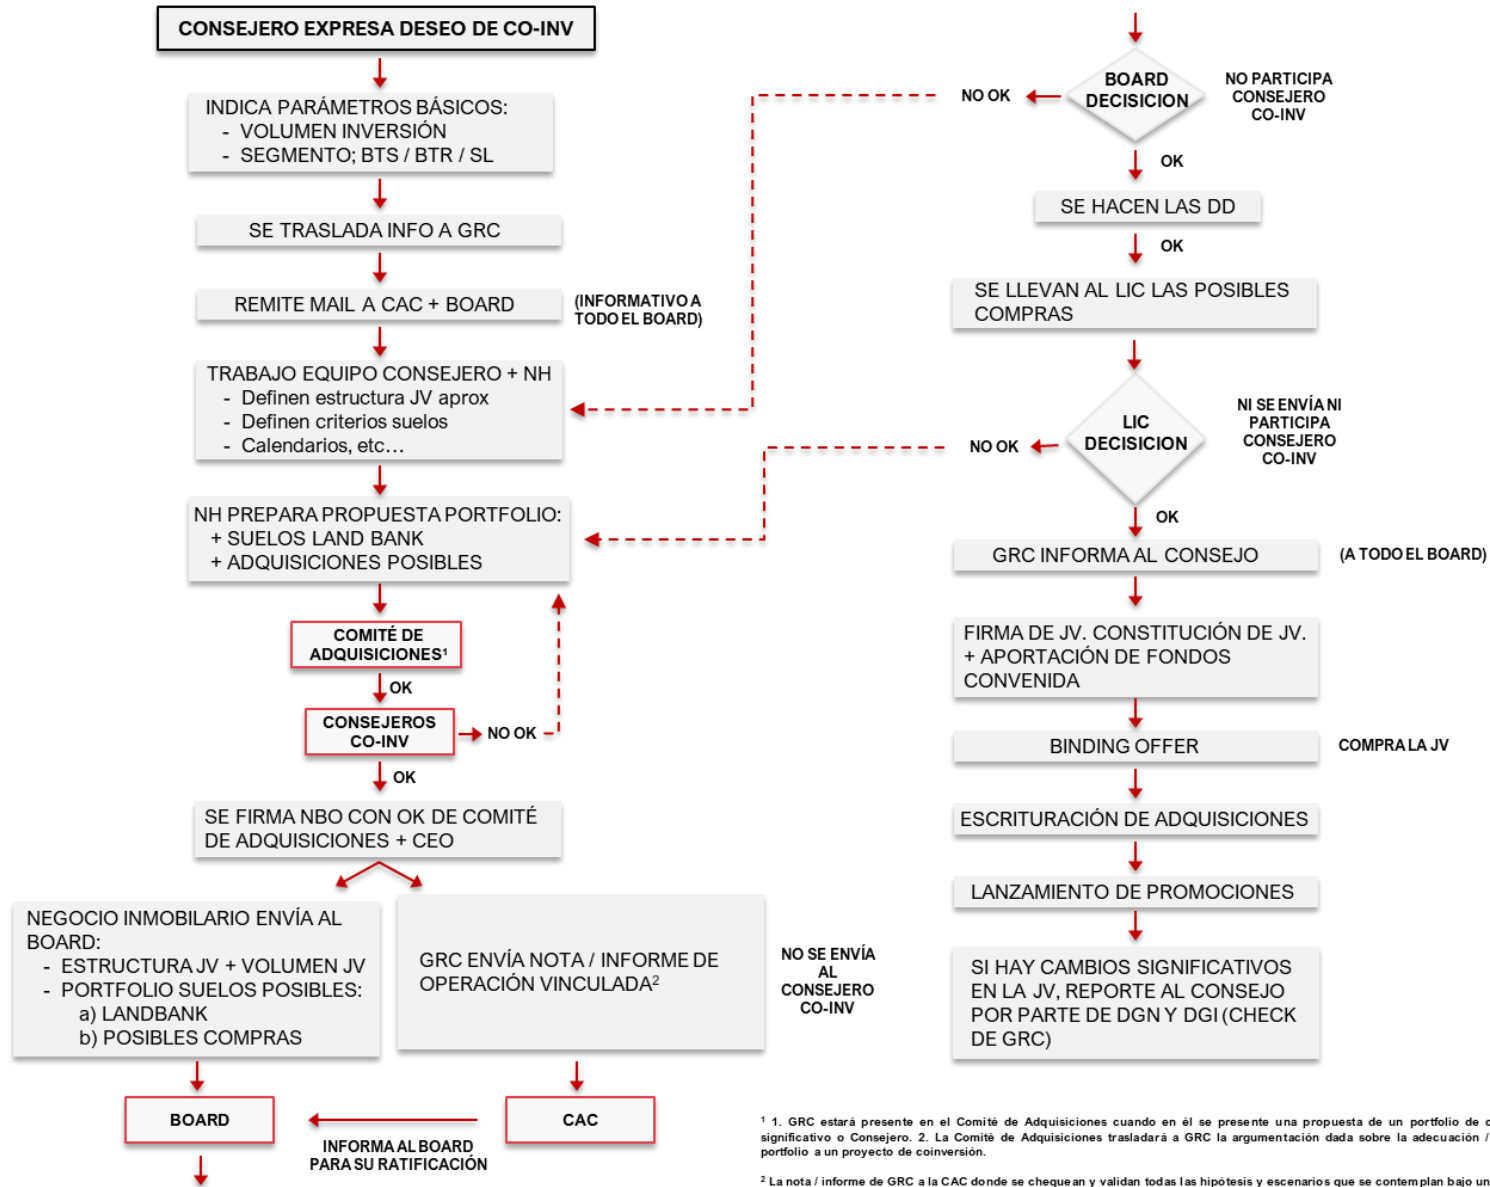 CONSEJERO EXPRESA DESEO DE CO-INV
INDICA PARÁMETROS BÁSICOS:
- VOLUMEN INVERSIÓN
- SEGMENTO; BTS / BTR / SL
SE TRASLADA INFO A GRC
REMITE MAIL A CAC + BOARD
(INFORMATIVO A
TODO EL BOARD)
TRABAJO EQUIPO CONSEJERO + NH
- Definen estructura JV aprox
- Definen criterios suelos
- Calendarios, etc…
NH PREPARA PROPUESTA PORTFOLIO:
+ SUELOS LAND BANK
+ ADQUISICIONES POSIBLES
COMITÉ DE
ADQUISICIONES¹
OK
CONSEJEROS
CO-INV
NO OK
OK
SE FIRMA NBO CON OK DE COMITÉ
DE ADQUISICIONES + CEO
NEGOCIO INMOBILARIO ENVÍA AL
BOARD:
- ESTRUCTURA JV + VOLUMEN JV
- PORTFOLIO SUELOS POSIBLES:
a) LANDBANK
b) POSIBLES COMPRAS
GRC ENVÍA NOTA / INFORME DE
OPERACIÓN VINCULADA²
NO SE ENVÍA
AL
CONSEJERO
CO-INV
BOARD
CAC
INFORMA AL BOARD
PARA SU RATIFICACIÓN
BOARD
DECISICION
NO PARTICIPA
CONSEJERO
CO-INV
NO OK
OK
SE HACEN LAS DD
OK
SE LLEVAN AL LIC LAS POSIBLES
COMPRAS
LIC
DECISICION
NI SE ENVÍA NI
PARTICIPA
CONSEJERO
CO-INV
NO OK
OK
GRC INFORMA AL CONSEJO
(A TODO EL BOARD)
FIRMA DE JV. CONSTITUCIÓN DE JV.
+ APORTACIÓN DE FONDOS
CONVENIDA
BINDING OFFER
COMPRA LA JV
ESCRITURACIÓN DE ADQUISICIONES
LANZAMIENTO DE PROMOCIONES
SI HAY CAMBIOS SIGNIFICATIVOS
EN LA JV, REPORTE AL CONSEJO
POR PARTE DE DGN Y DGI (CHECK
DE GRC)
¹ 1. GRC estará presente en el Comité de Adquisiciones cuando en él se presente una propuesta de un portfolio de
significativo o Consejero. 2. La Comité de Adquisiciones trasladará a GRC la argumentación dada sobre la adecuación /
portfolio a un proyecto de coinversión.
² La nota / informe de GRC a la CAC donde se chequean y validan todas las hipótesis y escenarios que se contemplan bajo un